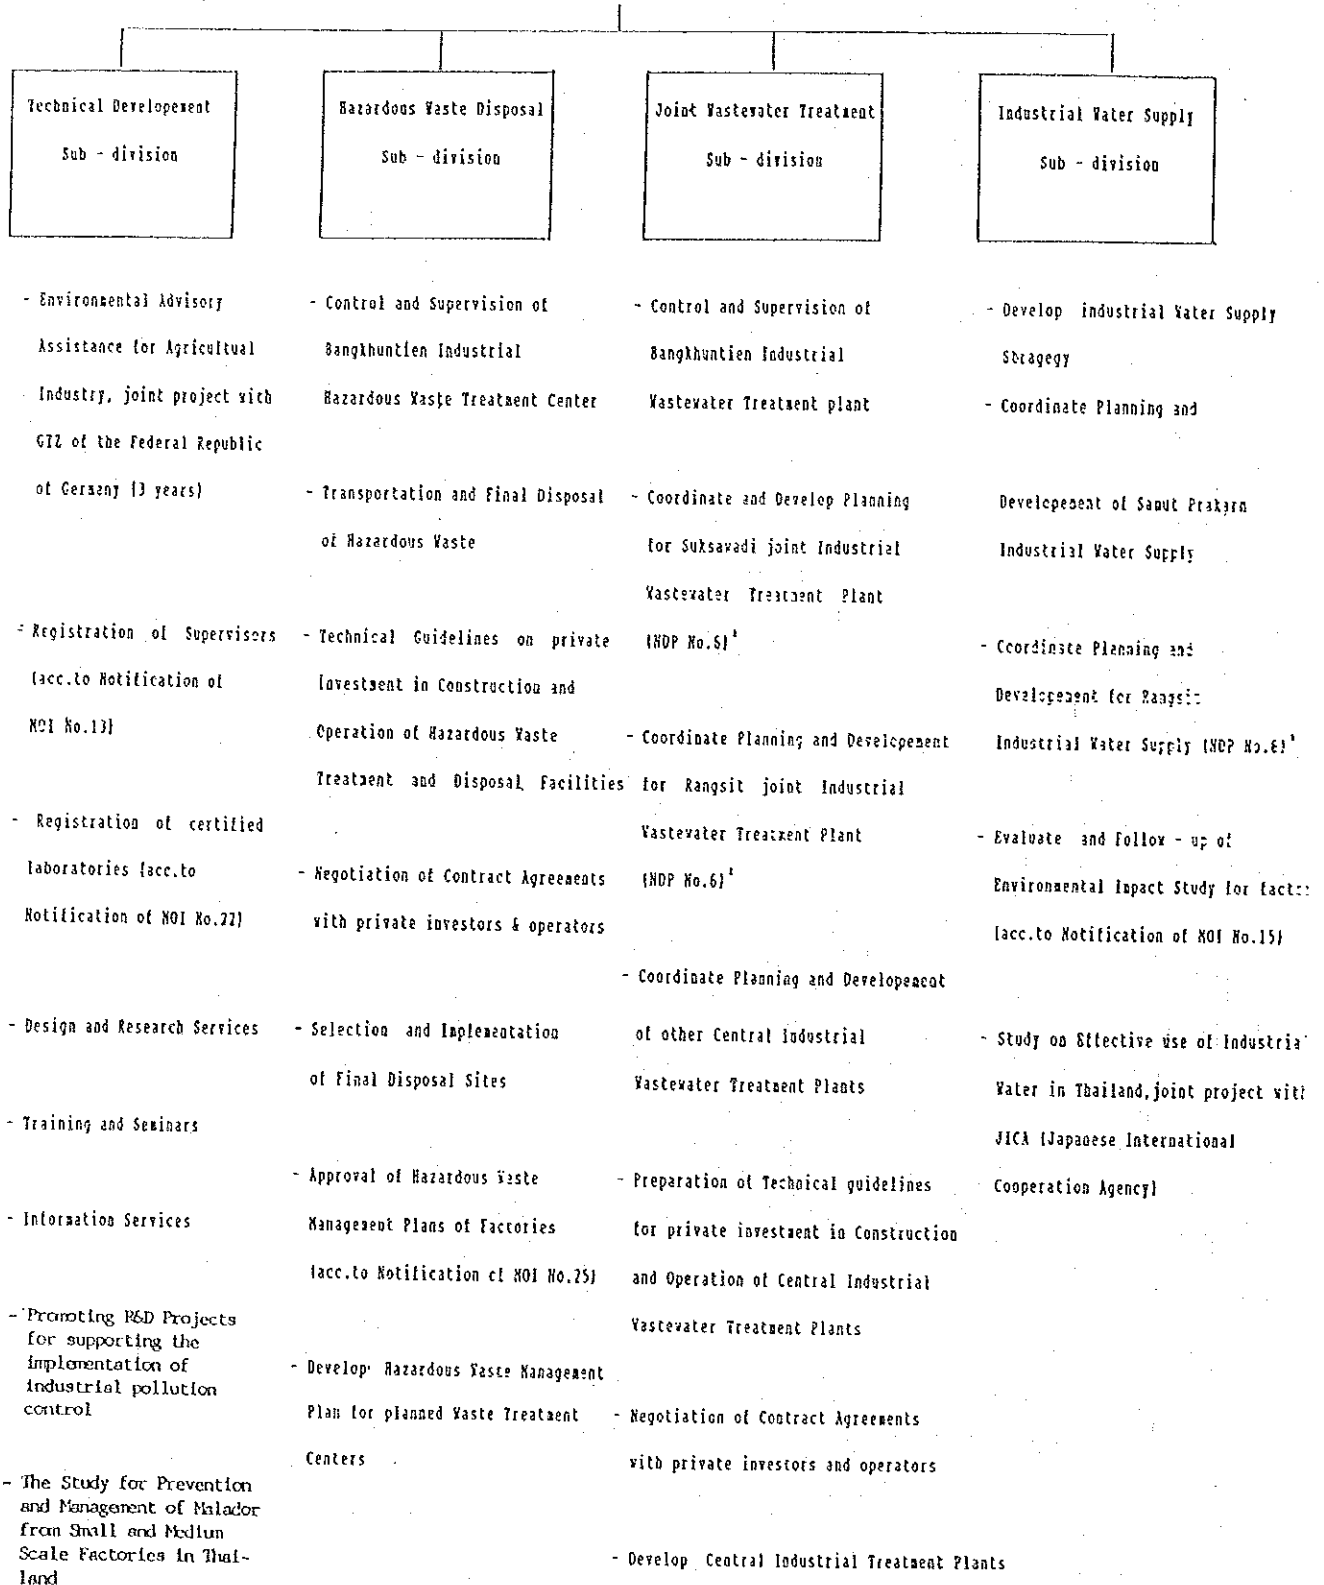 Technical Developement
Sub - division
Hazardous Waste Disposal
Sub - division
Joint Wastewater Treatment
Sub - division
Industrial Water Supply
Sub - division
- Environmental Advisory
Assistance for Agricultual
Industry, joint project with
GTZ of the Federal Republic
of Germany (3 years)
- Registration of Supervisors
(acc.to Notification of
MOI No.13)
- Registration of certified
laboratories (acc.to
Notification of MOI No.22)
- Design and Research Services
- Training and Seminars
- Information Services
- Promoting R&D Projects
for supporting the
implementation of
industrial pollution
control
- The Study for Prevention
and Management of Malador
from Small and Medium
Scale Factories in Thai-
land
- Control and Supervision of
Bangkhuntien Industrial
Hazardous Waste Treatment Center
- Transportation and Final Disposal
of Hazardous Waste
- Technical Guidelines on private
Investment in Construction and
Operation of Hazardous Waste
Treatment and Disposal Facilities
- Negotiation of Contract Agreements
with private investors & operators
- Selection and Implementation
of Final Disposal Sites
- Approval of Hazardous Waste
Management Plans of Factories
(acc.to Notification of MOI No.25)
- Develop Hazardous Waste Management
Plan for planned Waste Treatment
Centers
- Control and Supervision of
Bangkhuntien Industrial
Wastewater Treatment plant
- Coordinate and Develop Planning
for Suksavadi joint Industrial
Wastewater Treatment Plant
(NDP No.6)
- Coordinate Planning and Developement
for Rangsit joint Industrial
Wastewater Treatment Plant
(NDP No.6)
- Coordinate Planning and Developement
of other Central Industrial
Wastewater Treatment Plants
- Preparation of Technical guidelines
for private investment in Construction
and Operation of Central Industrial
Wastewater Treatment Plants
- Negotiation of Contract Agreements
with private investors and operators
- Develop Central Industrial Treatment Plants
- Develop industrial Water Supply
Stragegy
- Coordinate Planning and
Developement of Samut Prakarn
Industrial Water Supply
- Coordinate Planning and
Developement for Rangsit
Industrial Water Supply (NDP No.6)
- Evaluate and Follow - up of
Environmental Impact Study for
(acc.to Notification of MOI No.15)
- Study on Effective use of Industria
Water in Thailand,joint project with
JICA (Japanese International
Cooperation Agency)